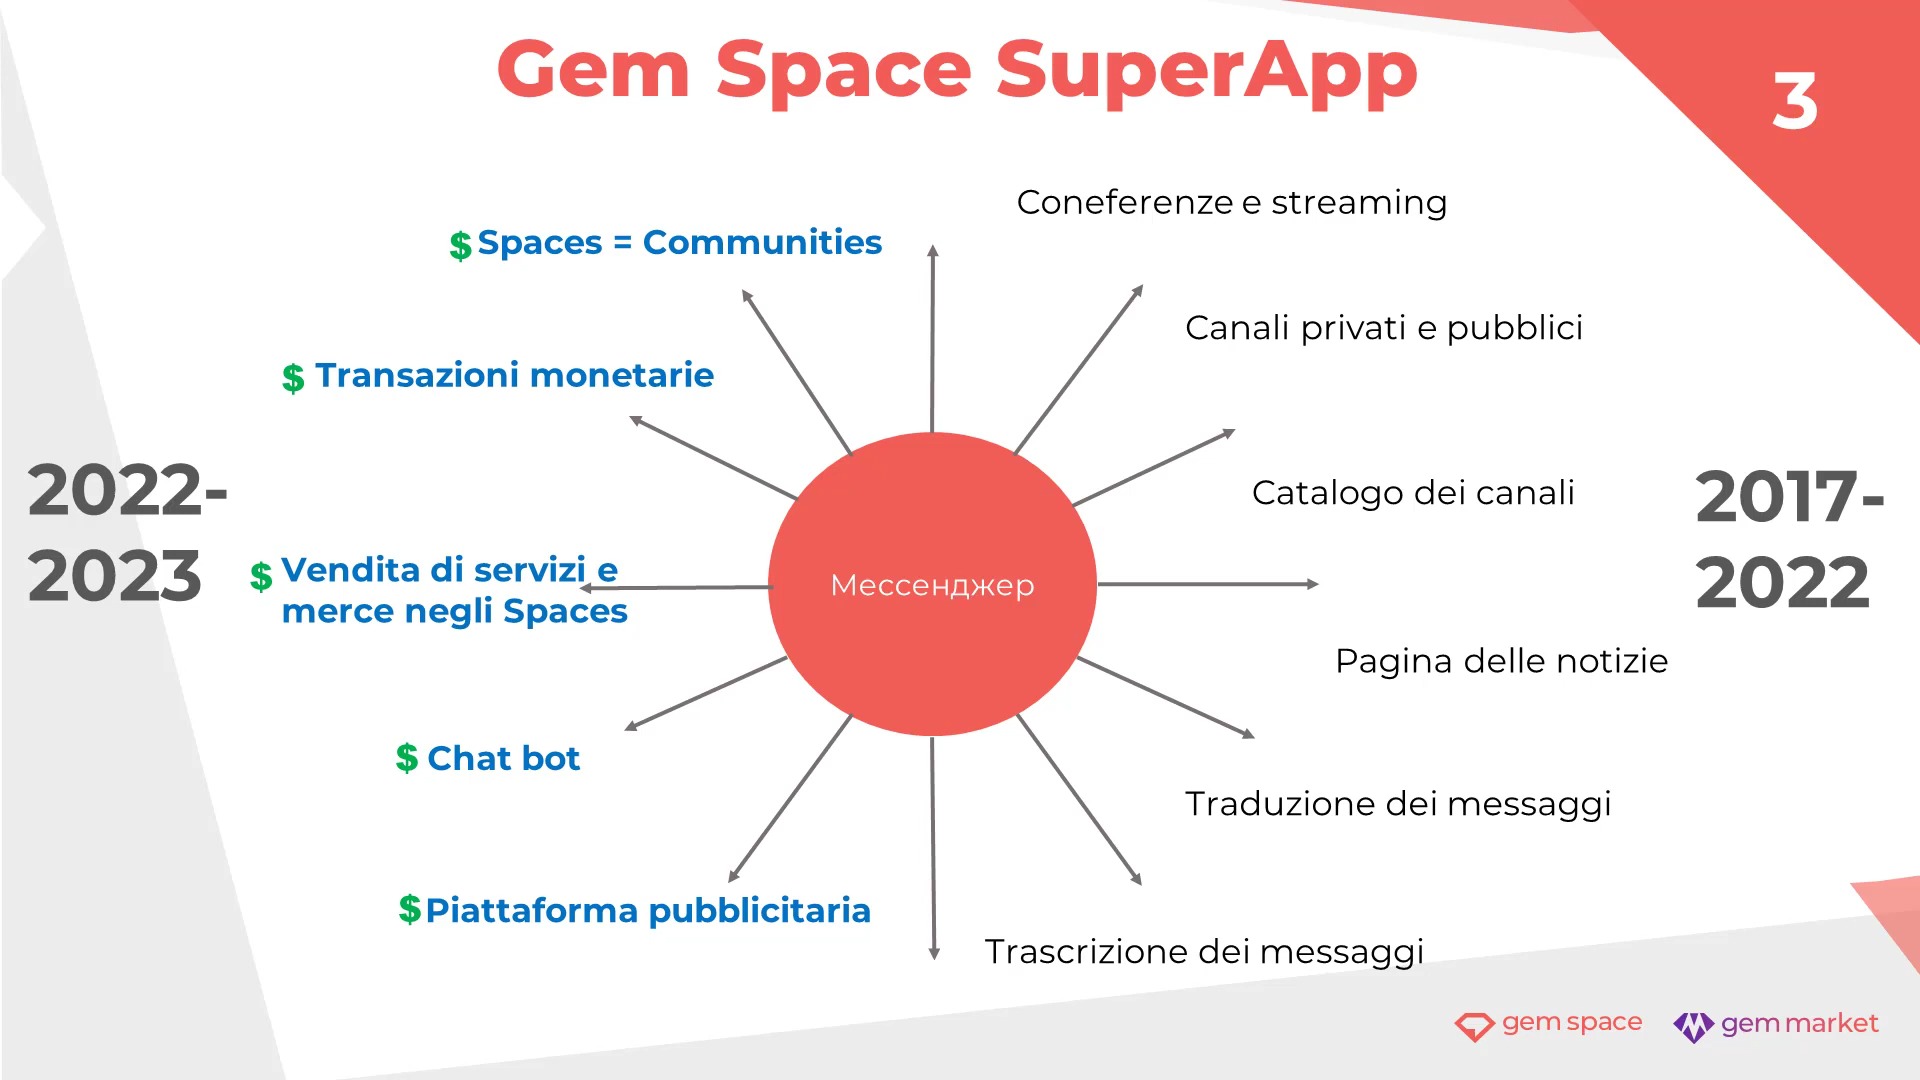 Gem Space SuperApp
3
Coneferenze e streaming
$ Spaces = Communities
Canali privati e pubblici
$ Transazioni monetarie
2022-
2023
Catalogo dei canali
2017-
2022
$ Vendita di servizi e
merce negli Spaces
Мессенджер
Pagina delle notizie
$ Chat bot
Traduzione dei messaggi
$ Piattaforma pubblicitaria
Trascrizione dei messaggi
gem space
gem market